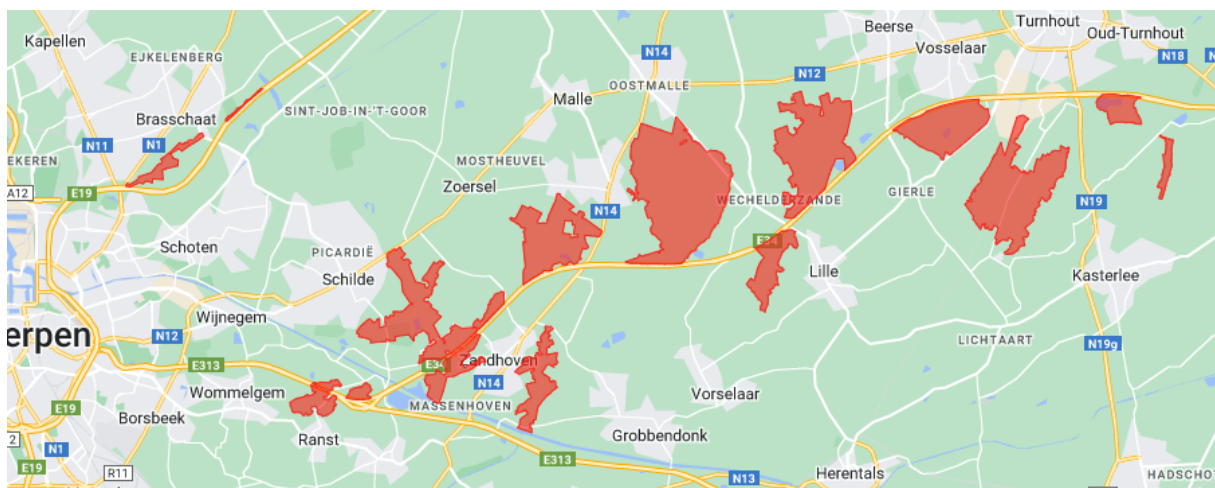 Turnhout
Beerse
Oud-Turnhout
Kapellen
Vosselaar
N14
N18
EJKELENBERG
N12
OOSTMALLE
Malle
SINT-JOB-IN-'T-GOOR
Brasschaat
N11
N1
EKEREN
MOSTHEUVEL
Zoersel
A12
E19
GIERLE
WECHELDERZANDE
N19
N14
E34
Schoten
PICARDIË
Lille
Kasterlee
Schilde
Wijnegem
erpen
N12
LICHTAART
N19g
E313
E34
Zandhoven
N14
Wommelgem
Vorselaar
E19
MASSENHOVEN
Borsbeek
Ranst
Grobbendonk
2
N1
E313
E19
R11
N13
Herentals
HADSCHOT